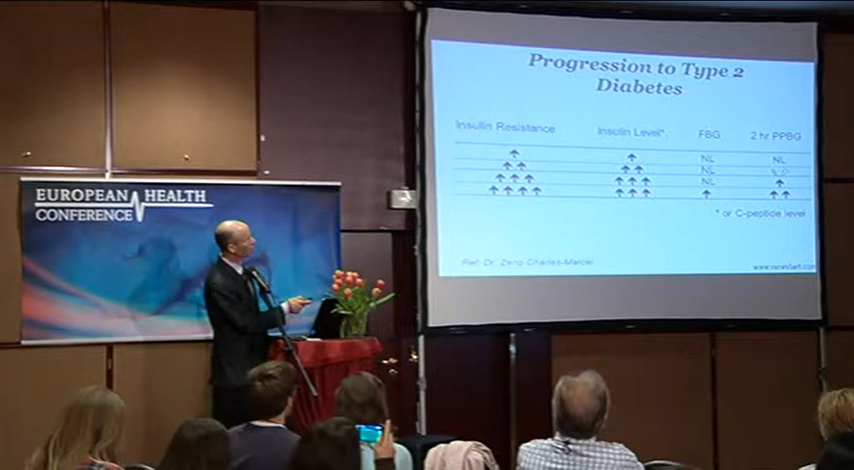 EUROPEAN HEALTH
CONFERENCE
Progression to Type 2
Diabetes
Insulin Resistance Insulin Level* FBG 2 hr PPBG
NL NL
NL
NL
* or C-peptide level
Ref: Dr. Zeno Charles-Marcel